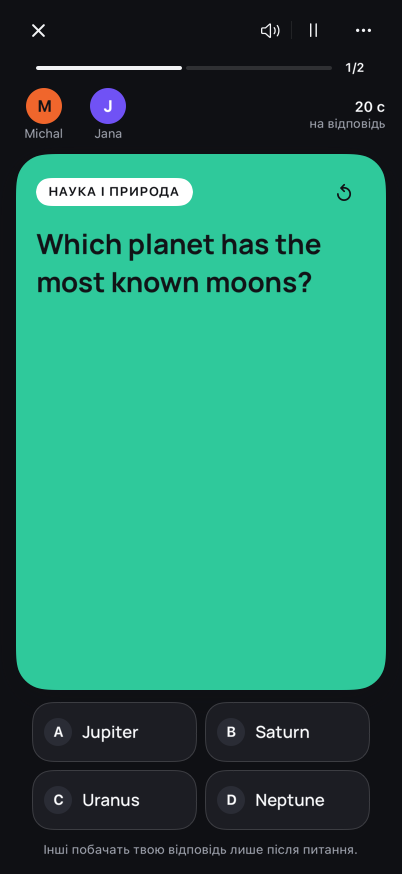 1/2
M
J
Michal
Jana
20 с
на відповідь
НАУКА І ПРИРОДА
Which planet has the
most known moons?
A Jupiter
B Saturn
C Uranus
D Neptune
Інші побачать твою відповідь лише після питання.